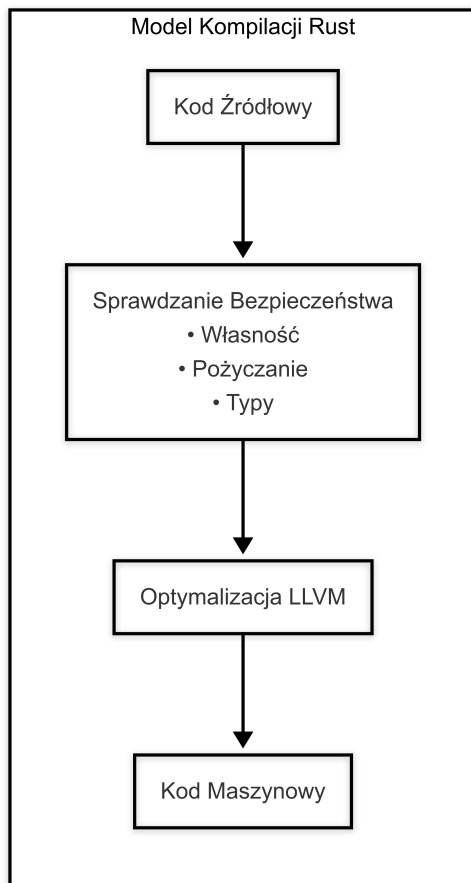 Model Kompilacji Rust
Kod Źródłowy
Sprawdzanie Bezpieczeństwa
• Własność
• Pożyczanie
• Typy
Optymalizacja LLVM
Kod Maszynowy